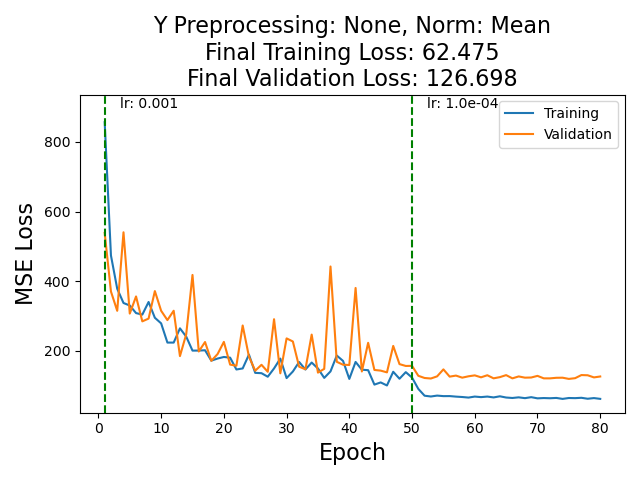 Y Preprocessing: None, Norm: Mean
Final Training Loss: 62.475
Final Validation Loss: 126.698
lr: 0.001
lr: 1.0e-04
Training
Validation
800
600
400
200
MSE Loss
0 10 20 30 40 50 60 70 80
Epoch